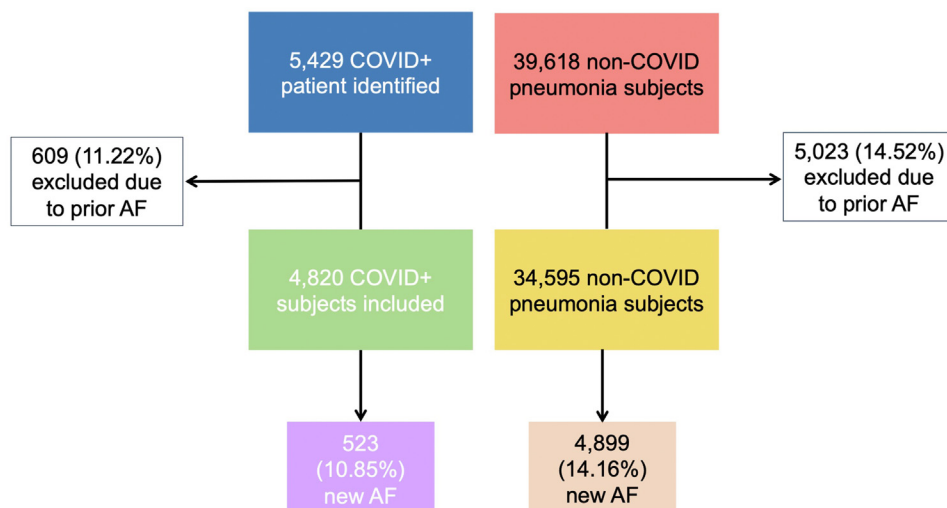 5,429 COVID+
patient identified
39,618 non-COVID
pneumonia subjects
609 (11.22%)
excluded due
to prior AF
5,023 (14.52%)
excluded due
to prior AF
4,820 COVID+
subjects included
34,595 non-COVID
pneumonia subjects
523
(10.85%)
new AF
4,899
(14.16%)
new AF